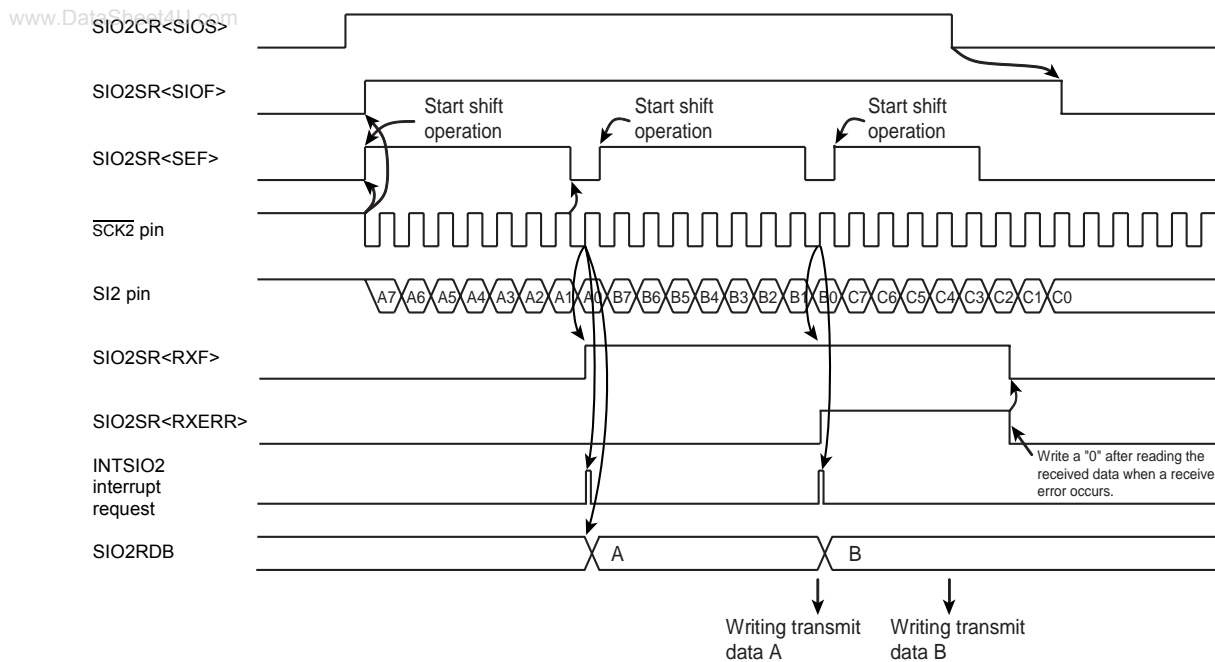 www.DataSheet4U.com
SIO2CR<SIOS>
SIO2SR<SIOF>
Start shift
operation
Start shift
operation
Start shift
operation
SIO2SR<SEF>
SCK2 pin
SI2 pin
A7 A6 A5 A4 A3 A2 A1 A0 B7 B6 B5 B4 B3 B2 B1 B0 C7 C6 C5 C4 C3 C2 C1 C0
SIO2SR<RXF>
SIO2SR<RXERR>
Write a "0" after reading the
received data when a receive
error occurs.
INTSIO2
interrupt
request
SIO2RDB
A
B
Writing transmit
data A
Writing transmit
data B